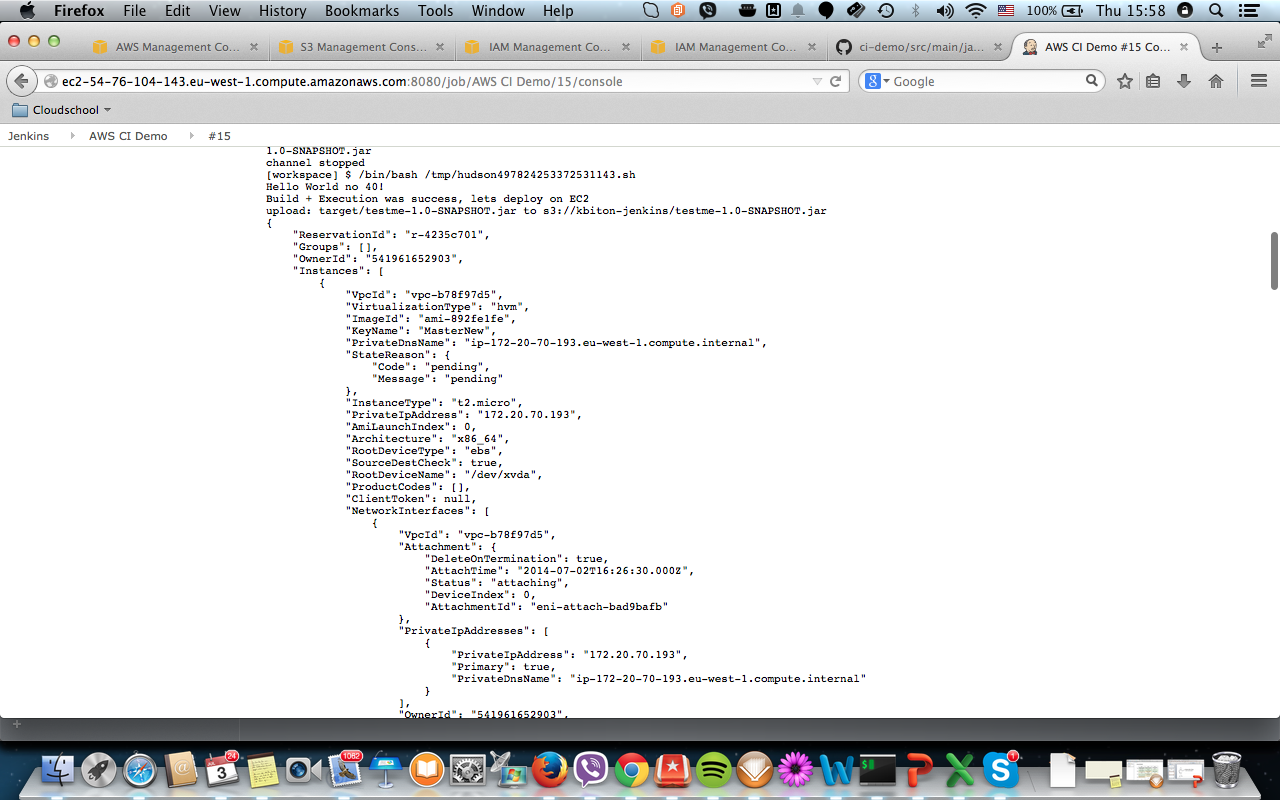 Firefox File Edit View History Bookmarks Tools Window Help 100% Thu 15:58
AWS Management Co... S3 Management Cons... IAM Management Co... IAM Management Co... ci-demo/src/main/ja... AWS CI Demo #15 Co...
ec2-54-76-104-143.eu-west-1.compute.amazonaws.com:8080/job/AWS CI Demo/15/console Google
Cloudschool
Jenkins AWS CI Demo #15
1.0-SNAPSHOT.jar
channel stopped
[workspace] $ /bin/bash /tmp/hudson497824253372531143.sh
Hello World no 40!
Build + Execution was success, lets deploy on EC2
upload: target/testme-1.0-SNAPSHOT.jar to s3://kbiton-jenkins/testme-1.0-SNAPSHOT.jar
{
"ReservationId": "r-4235c701",
"Groups": [],
"OwnerId": "541961652903",
"Instances": [
{
"VpcId": "vpc-b78f97d5",
"VirtualizationType": "hvm",
"ImageId": "ami-892fe1fe",
"KeyName": "MasterNew",
"PrivateDnsName": "ip-172-20-70-193.eu-west-1.compute.internal",
"StateReason": {
"Code": "pending",
"Message": "pending"
},
"InstanceType": "t2.micro",
"PrivateIpAddress": "172.20.70.193",
"AmiLaunchIndex": 0,
"Architecture": "x86_64",
"RootDeviceType": "ebs",
"SourceDestCheck": true,
"RootDeviceName": "/dev/xvda",
"ProductCodes": [],
"ClientToken": null,
"NetworkInterfaces": [
{
"VpcId": "vpc-b78f97d5",
"Attachment": {
"DeleteOnTermination": true,
"AttachTime": "2014-07-02T16:26:30.000Z",
"Status": "attaching",
"DeviceIndex": 0,
"AttachmentId": "eni-attach-bad9bafb"
},
"PrivateIpAddresses": [
{
"PrivateIpAddress": "172.20.70.193",
"Primary": true,
"PrivateDnsName": "ip-172-20-70-193.eu-west-1.compute.internal"
}
],
"OwnerId": "541961652903",
24 1082 1
3